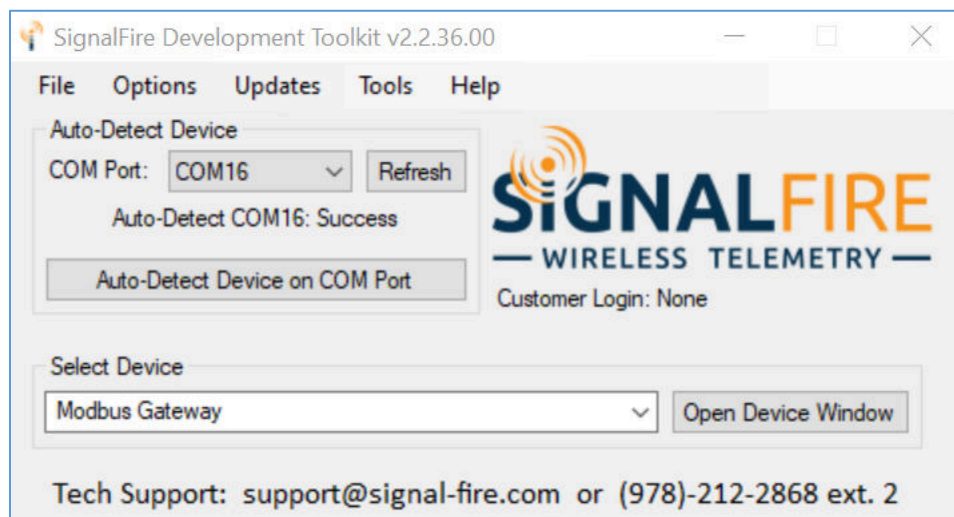 SignalFire Development Toolkit v2.2.36.00
File Options Updates Tools Help
Auto-Detect Device
COM Port: COM16 Refresh
Auto-Detect COM16: Success
Auto-Detect Device on COM Port
SIGNALFIRE
WIRELESS TELEMETRY
Customer Login: None
Select Device
Modbus Gateway Open Device Window
Tech Support: support@signal-fire.com or (978)-212-2868 ext. 2